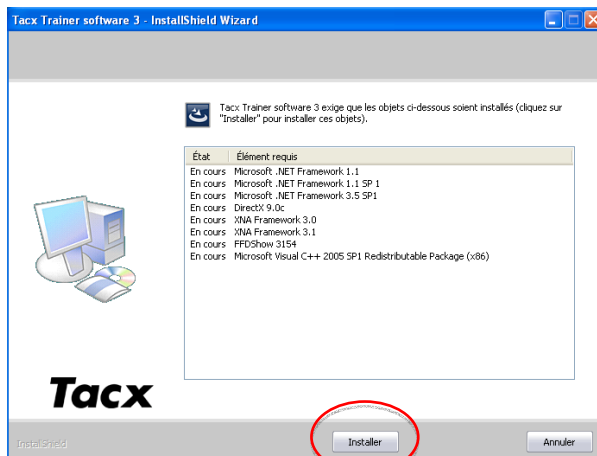 Tacx Trainer software 3 - InstallShield Wizard
Tacx Trainer software 3 exige que les objets ci-dessous soient installés (cliquez sur
"Installer" pour installer ces objets).
État Élément requis
En cours Microsoft .NET Framework 1.1
En cours Microsoft .NET Framework 1.1 SP 1
En cours Microsoft .NET Framework 3.5 SP1
En cours DirectX 9.0c
En cours XNA Framework 3.0
En cours XNA Framework 3.1
En cours FFDShow 3154
En cours Microsoft Visual C++ 2005 SP1 Redistributable Package (x86)
Tacx
InstallShield
Installer Annuler